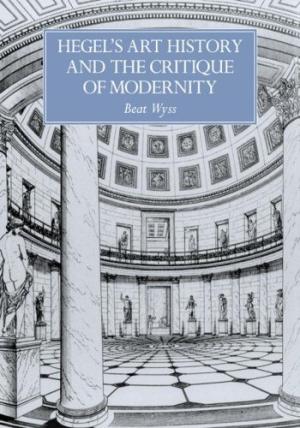 HEGEL'S ART HISTORY
AND THE CRITIQUE
OF MODERNITY
Beat Wyss